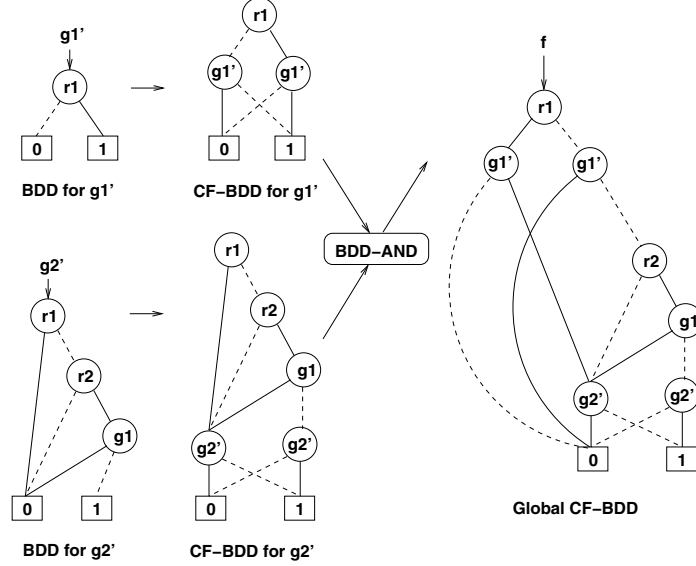 g1'
r1
0 1
BDD for g1'
r1
g1' g1'
0 1
CF-BDD for g1'
BDD-AND
g2'
r1
r2
g1
0 1
BDD for g2'
r1
r2
g1
g2' g2'
0 1
CF-BDD for g2'
f
r1
g1' g1'
r2
g1
g2' g2'
0 1
Global CF-BDD